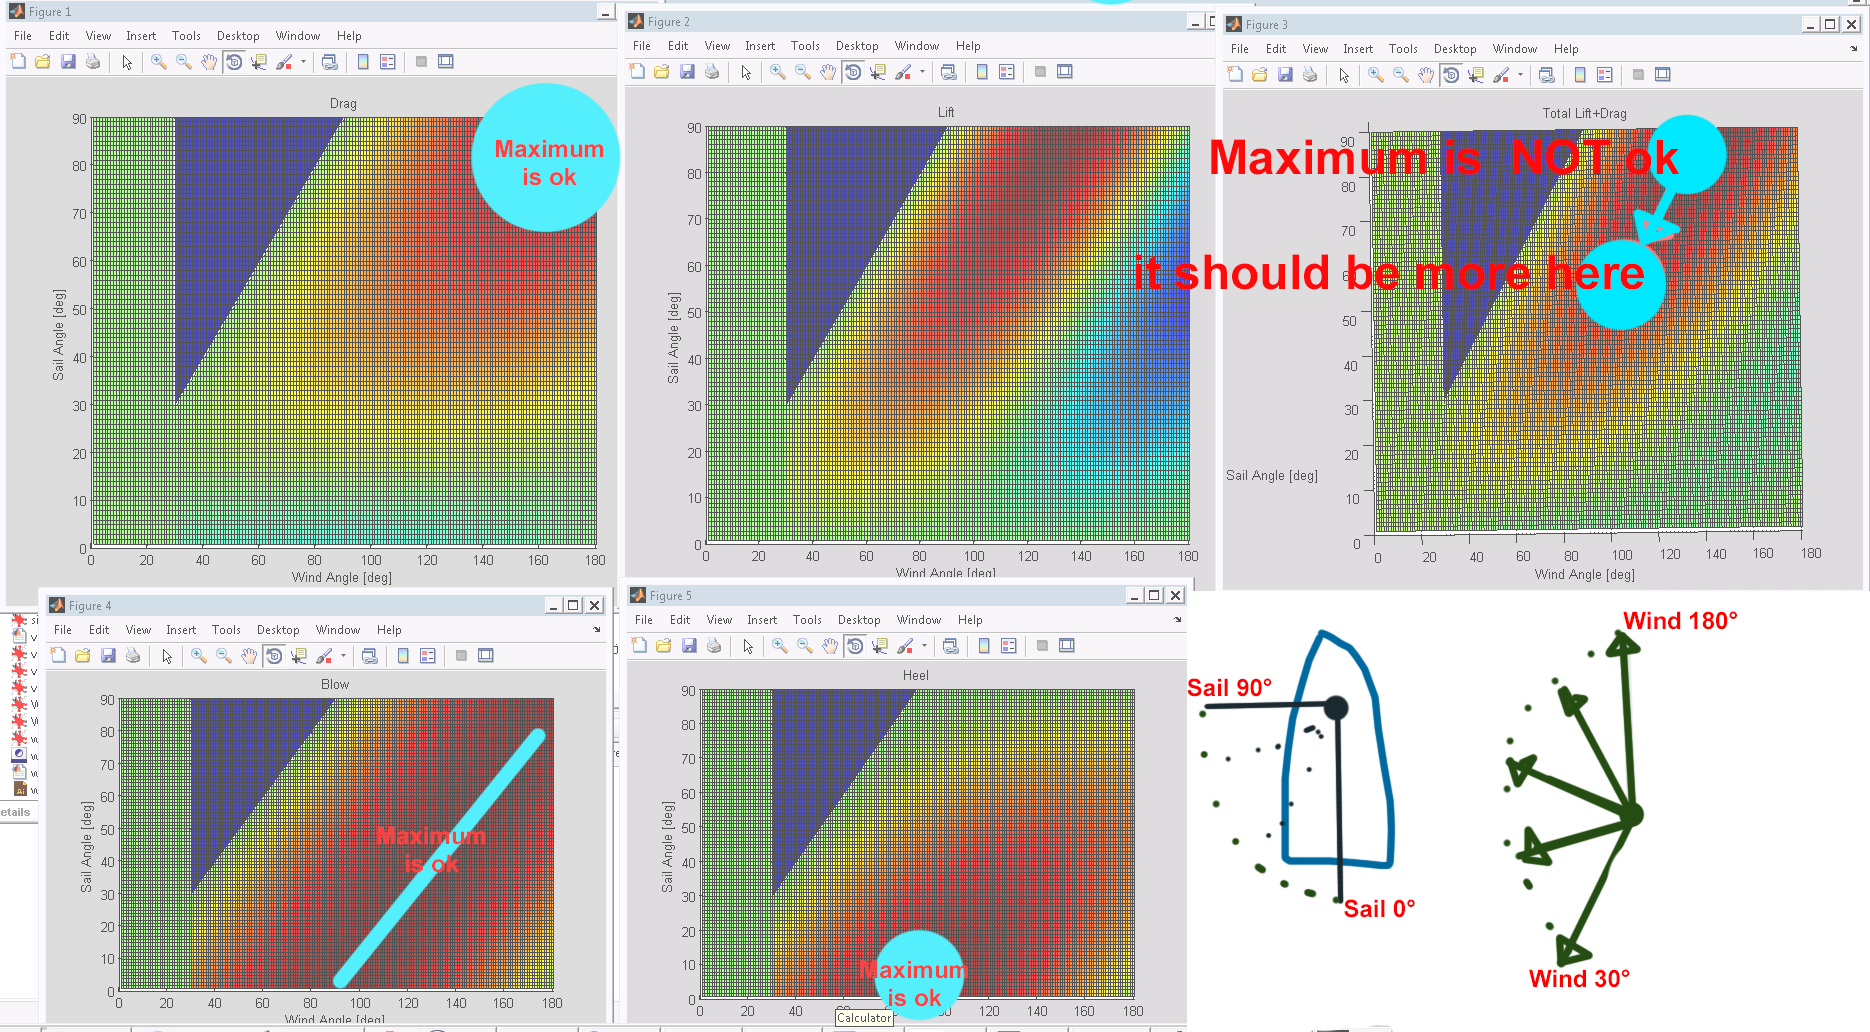 Figure 1
File Edit View Insert Tools Desktop Window Help
Drag
Maximum
is ok
90
80
70
60
50
40
30
20
10
0
Sail Angle [deg]
0 20 40 60 80 100 120 140 160 180
Wind Angle [deg]
Figure 2
File Edit View Insert Tools Desktop Window Help
Lift
90
80
70
60
50
40
30
20
10
0
Sail Angle [deg]
0 20 40 60 80 100 120 140 160 180
Wind Angle [deg]
Figure 3
File Edit View Insert Tools Desktop Window Help
Total Lift+Drag
Maximum is NOT ok
it should be more here
90
80
70
60
50
40
30
20
10
0
Sail Angle [deg]
0 20 40 60 80 100 120 140 160 180
Wind Angle [deg]
Figure 4
File Edit View Insert Tools Desktop Window Help
Blow
Maximum
is ok
90
80
70
60
50
40
30
20
10
0
Sail Angle [deg]
0 20 40 60 80 100 120 140 160 180
Wind Angle [deg]
etails
Figure 5
File Edit View Insert Tools Desktop Window Help
Heel
Maximum
is ok
90
80
70
60
50
40
30
20
10
0
Sail Angle [deg]
0 20 40 60 80 100 120 140 160 180
Calculator
Sail 90°
Sail 0°
Wind 180°
Wind 30°